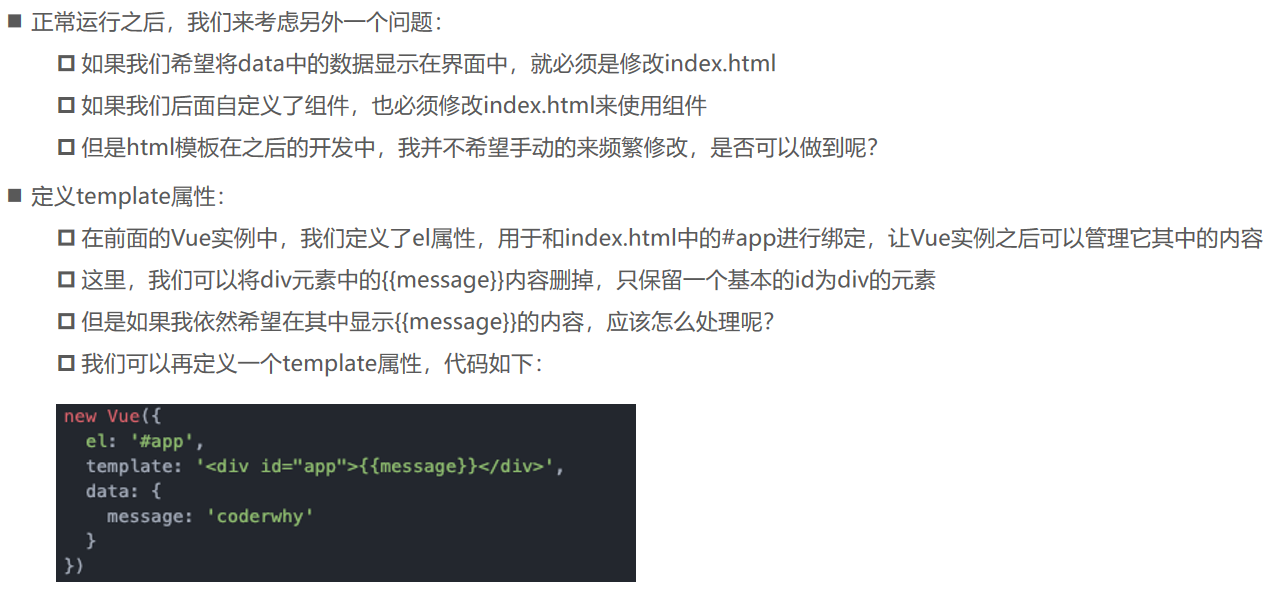 正常运行之后，我们来考虑另外一个问题：
如果我们希望将data中的数据显示在界面中，就必须是修改index.html
如果我们后面自定义了组件，也必须修改index.html来使用组件
但是html模板在之后的开发中，我并不希望手动的来频繁修改，是否可以做到呢？
定义template属性：
在前面的Vue实例中，我们定义了el属性，用于和index.html中的#app进行绑定，让Vue实例之后可以管理它其中的内容
这里，我们可以将div元素中的{{message}}内容删掉，只保留一个基本的id为div的元素
但是如果我依然希望在其中显示{{message}}的内容，应该怎么处理呢？
我们可以再定义一个template属性，代码如下：
new Vue({
  el: '#app',
  template: '<div id="app">{{message}}</div>',
  data: {
    message: 'coderwhy'
  }
})